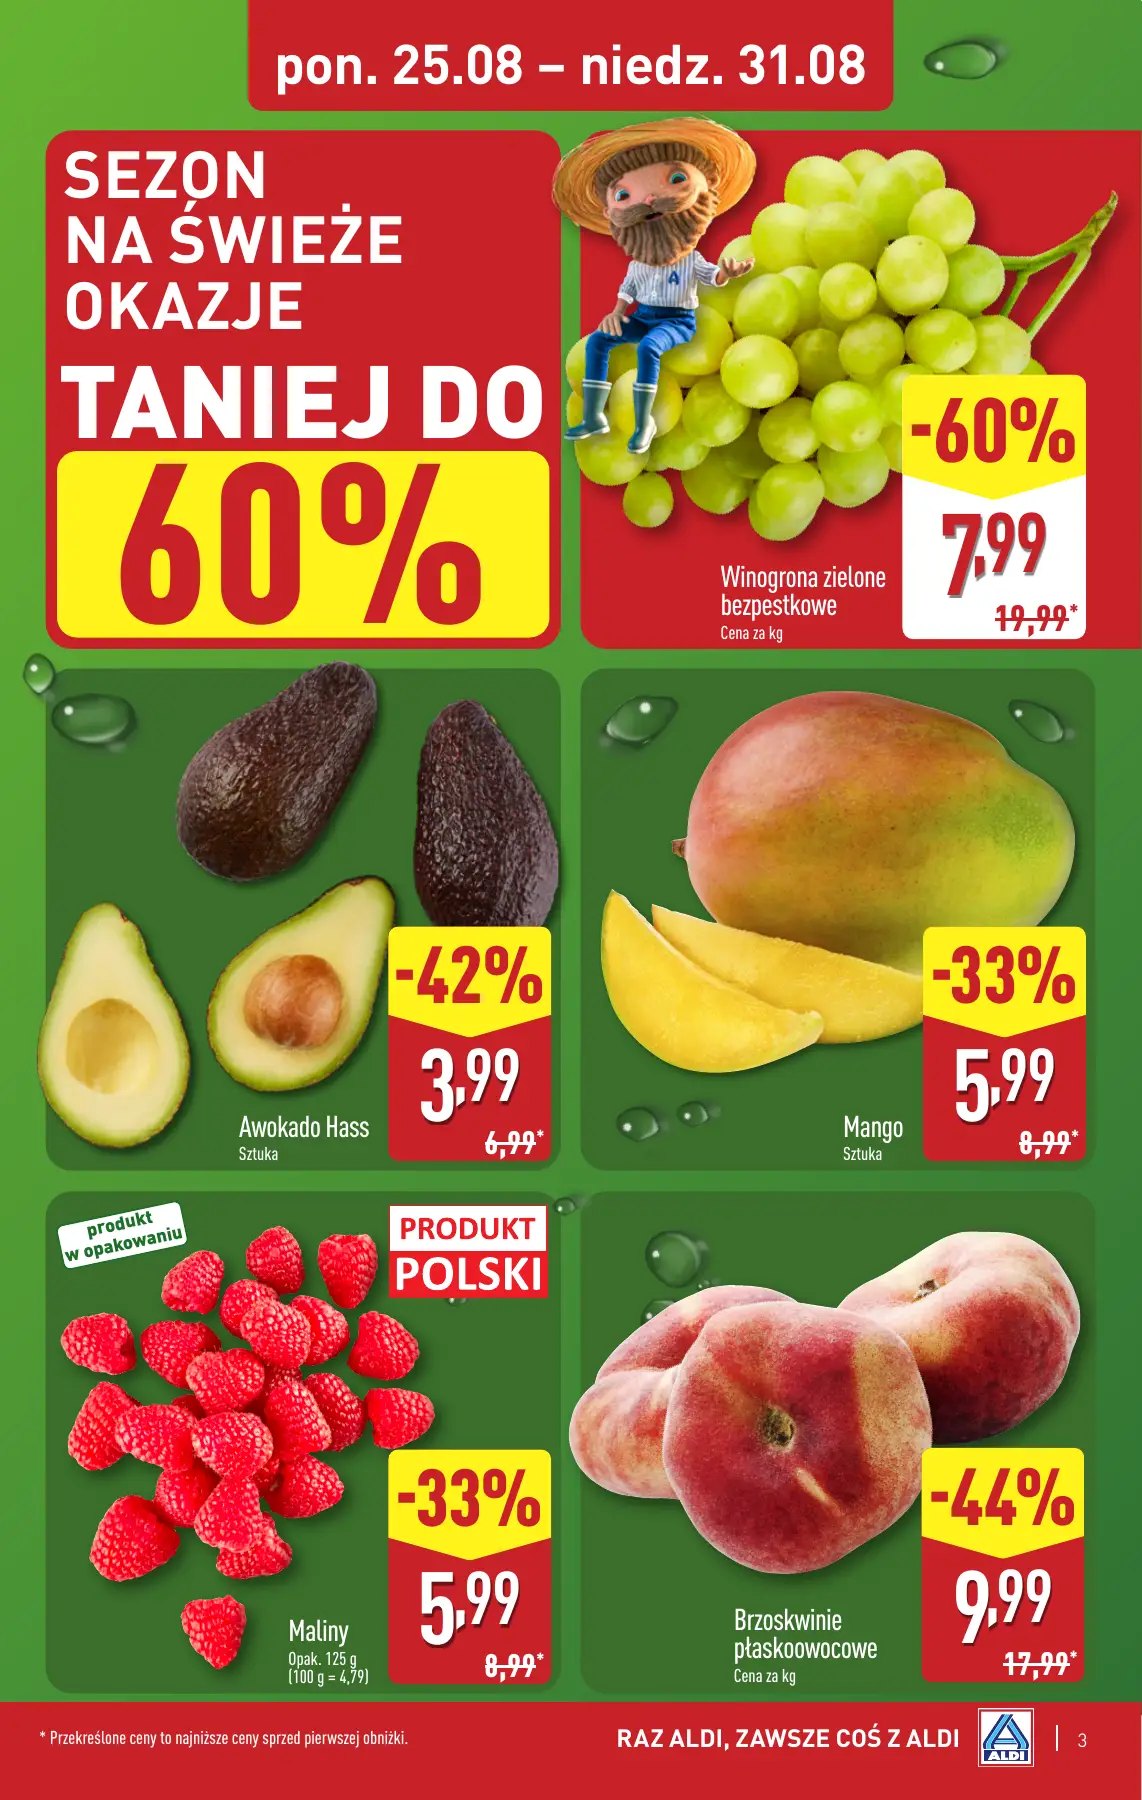 pon. 25.08 – niedz. 31.08
SEZON
NA ŚWIEŻE
OKAZJE
TANIEJ DO
60%
A
-60%
7,99
19,99*
Winogrona zielone
bezpestkowe
Cena za kg
-42%
3,99
6,99*
Awokado Hass
Sztuka
-33%
5,99
8,99*
Mango
Sztuka
produkt
w opakowaniu
PRODUKT
POLSKI
-33%
5,99
8,99*
Maliny
Opak. 125 g
(100 g = 4,79)
-44%
9,99
17,99*
Brzoskwinie
płaskoowocowe
Cena za kg
* Przekreślone ceny to najniższe ceny sprzed pierwszej obniżki.
RAZ ALDI, ZAWSZE COŚ Z ALDI
ALDI
3